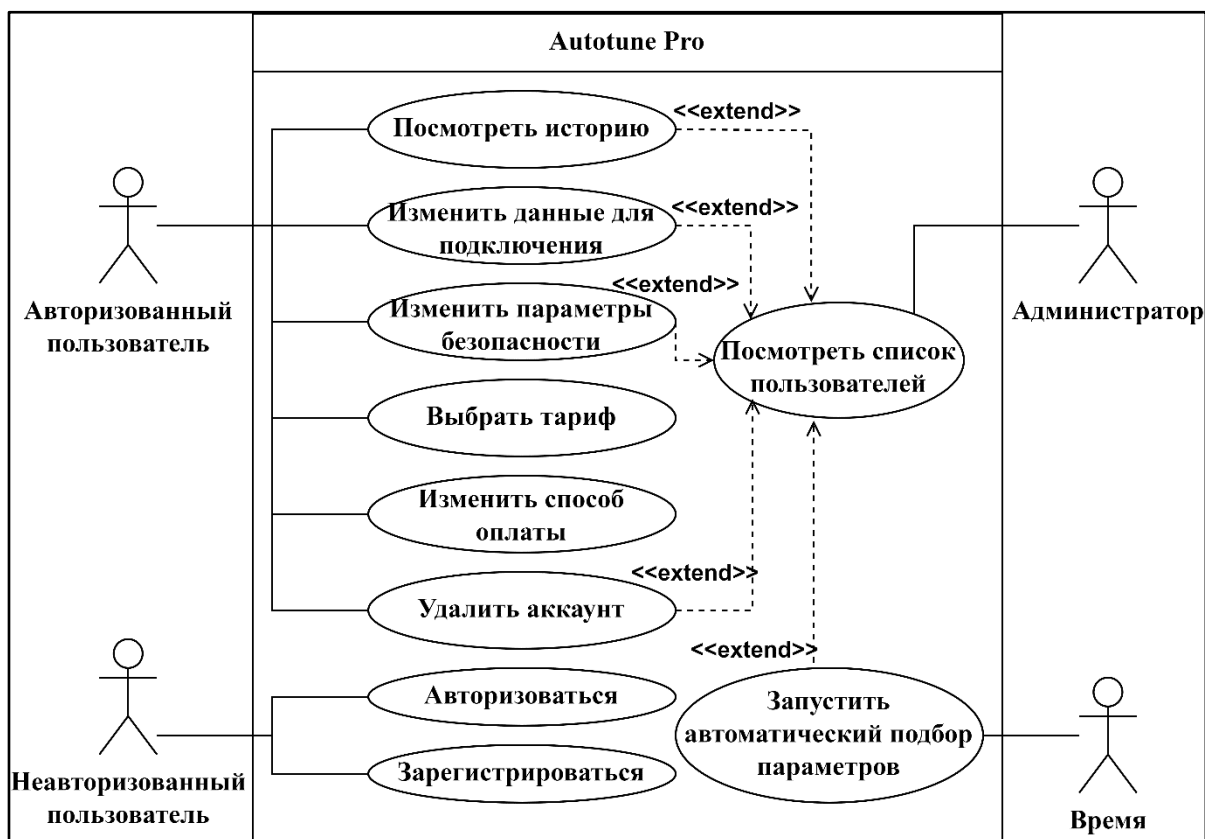 Autotune Pro
Посмотреть историю
<<extend>>
Изменить данные для
подключения
<<extend>>
Авторизованный
пользователь
Изменить параметры
безопасности
<<extend>>
Посмотреть список
пользователей
Администратор
Выбрать тариф
Изменить способ
оплаты
Удалить аккаунт
<<extend>>
<<extend>>
Авторизоваться
Зарегистрироваться
Неавторизованный
пользователь
Запустить
автоматический подбор
параметров
Время